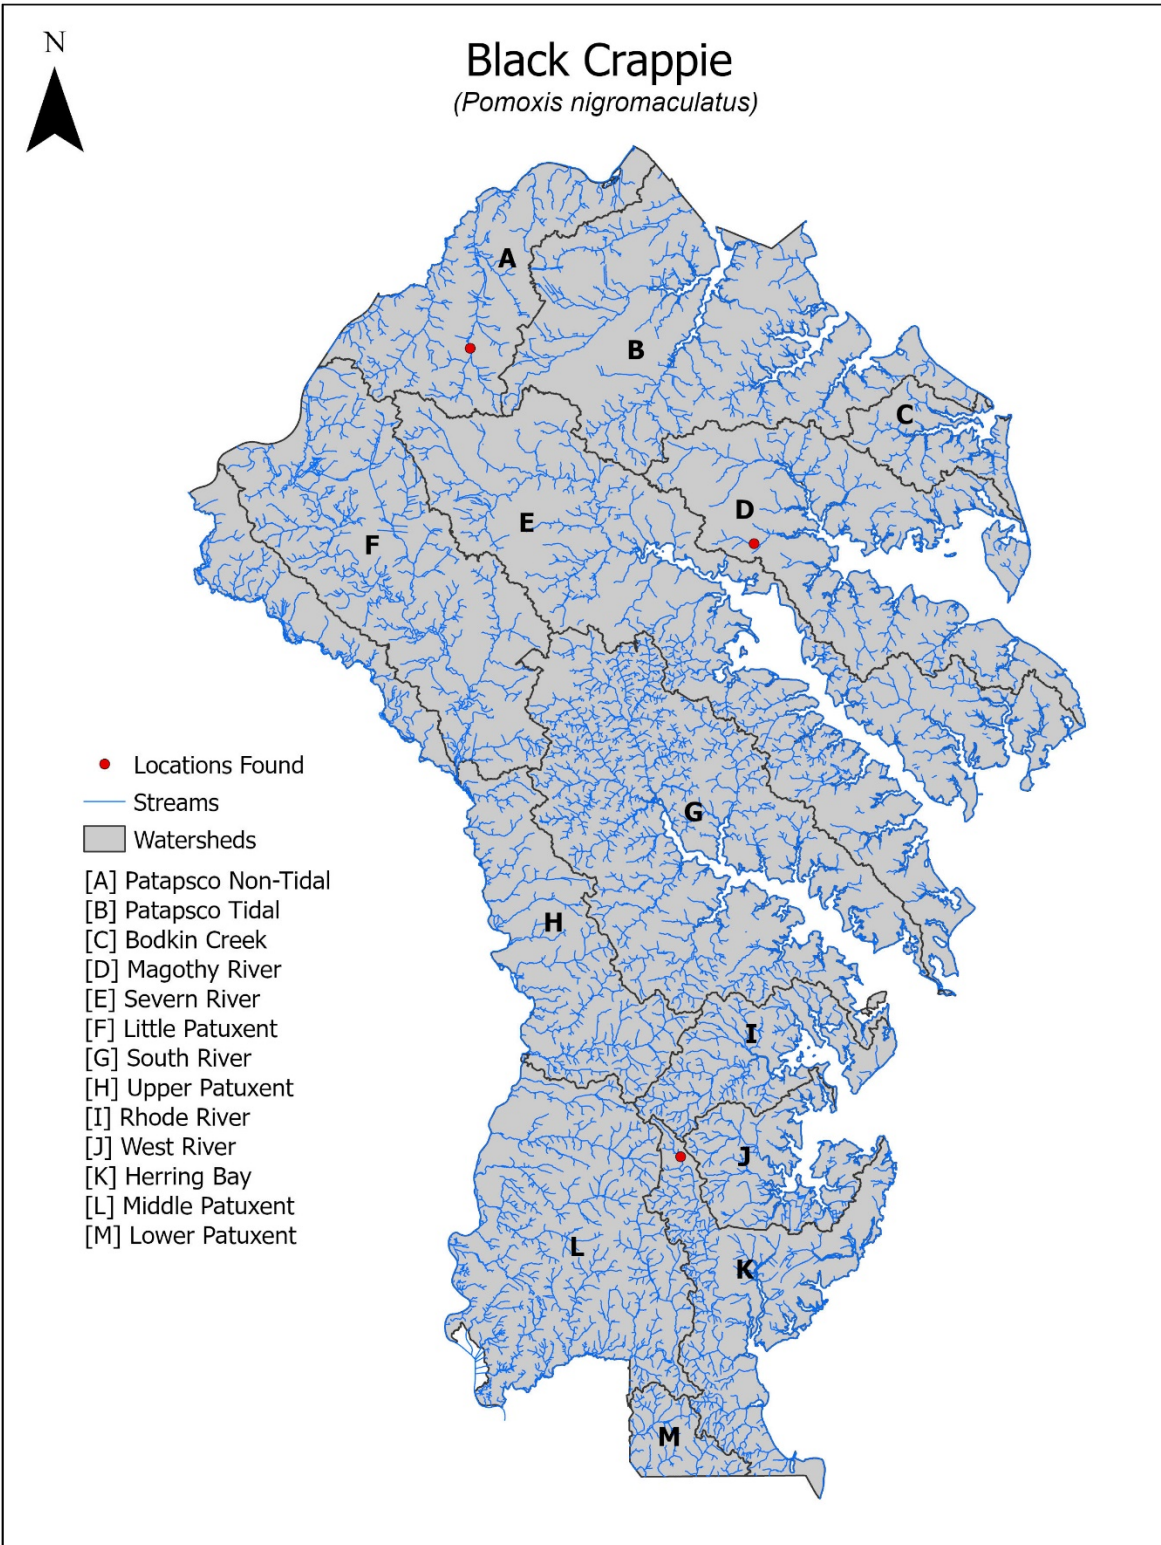 N
Black Crappie
(Pomoxis nigromaculatus)
A
B
C
D
E
F
G
H
I
J
K
L
M
Locations Found
Streams
Watersheds
[A] Patapsco Non-Tidal
[B] Patapsco Tidal
[C] Bodkin Creek
[D] Magothy River
[E] Severn River
[F] Little Patuxent
[G] South River
[H] Upper Patuxent
[I] Rhode River
[J] West River
[K] Herring Bay
[L] Middle Patuxent
[M] Lower Patuxent